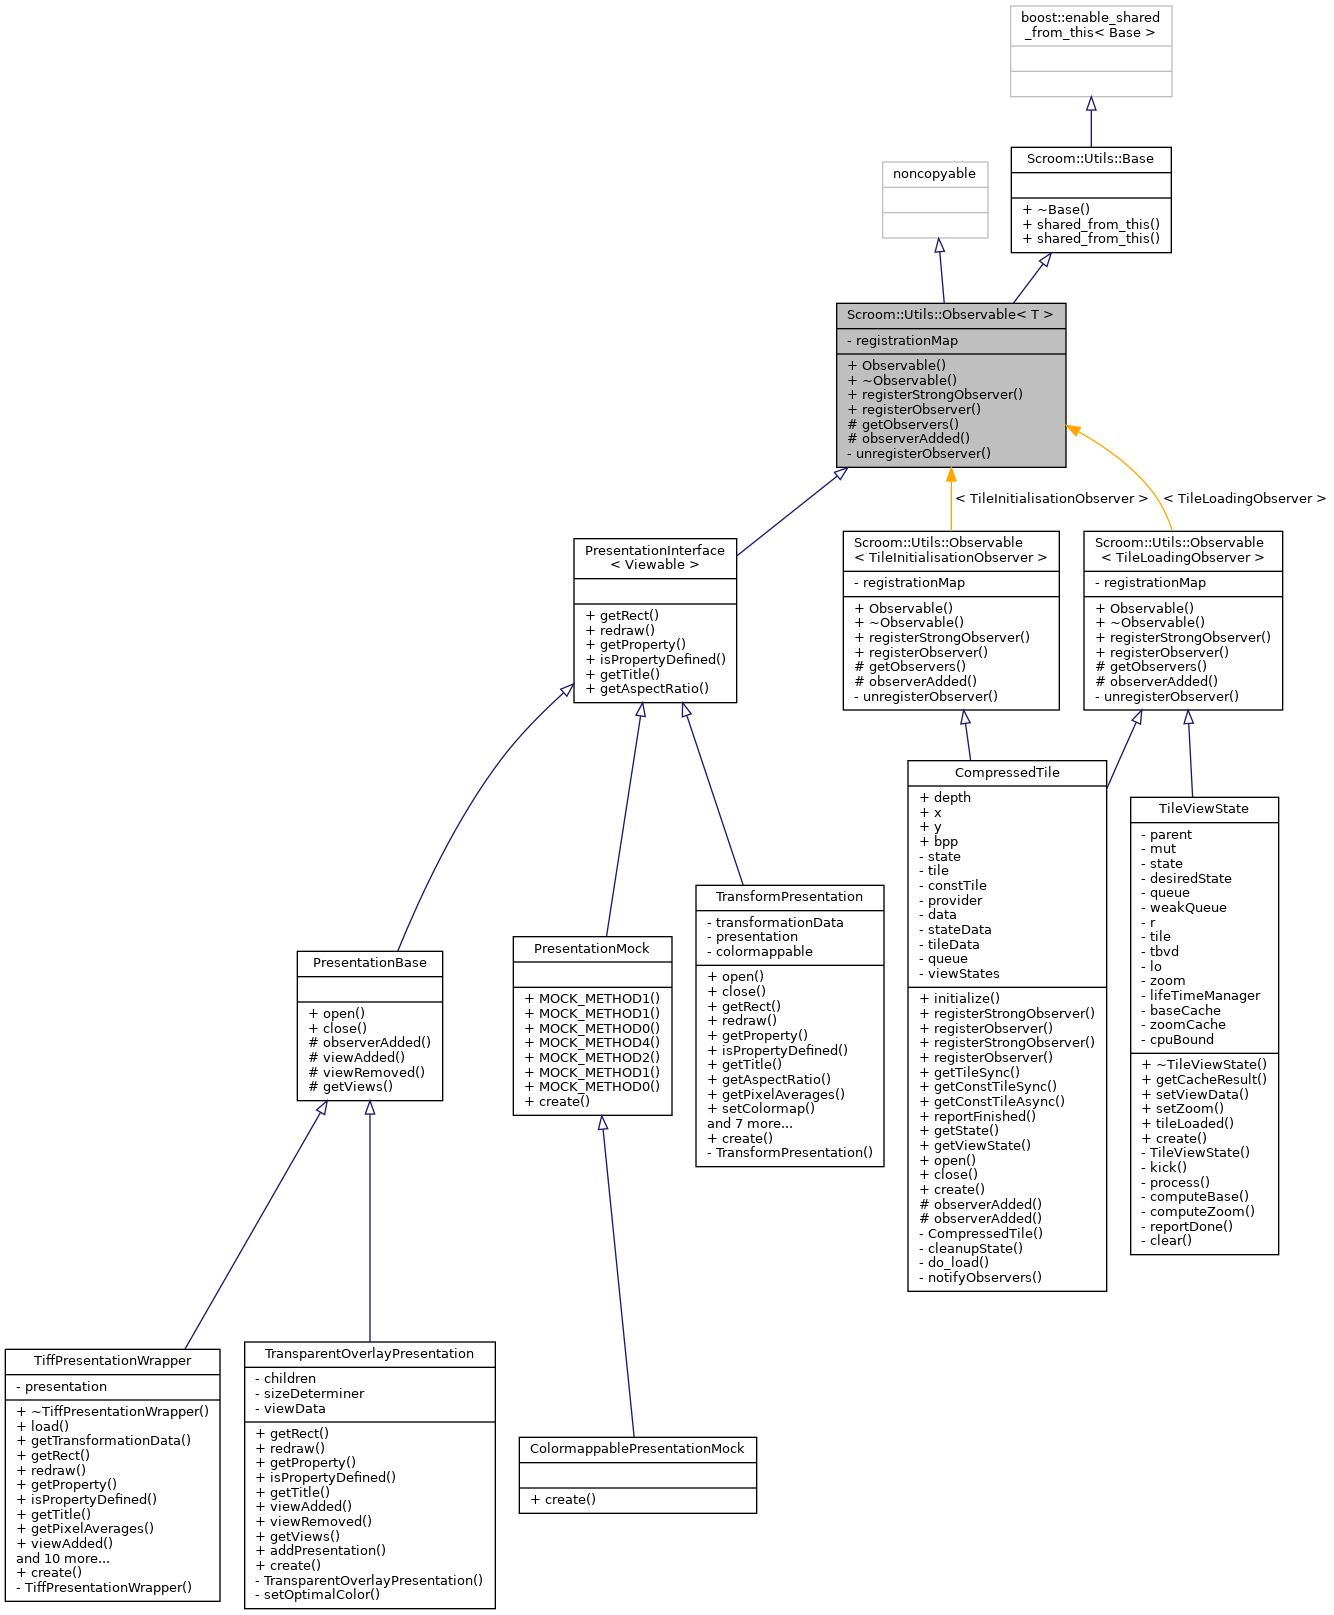 boost::enable_shared
_from_this< Base >
Scroom::Utils::Base
+ ~Base()
+ shared_from_this()
+ shared_from_this()
noncopyable
Scroom::Utils::Observable< T >
- registrationMap
+ Observable()
+ ~Observable()
+ registerStrongObserver()
+ registerObserver()
# getObservers()
# observerAdded()
- unregisterObserver()
< TileInitialisationObserver >
< TileLoadingObserver >
PresentationInterface
< Viewable >
+ getRect()
+ redraw()
+ getProperty()
+ isPropertyDefined()
+ getTitle()
+ getAspectRatio()
Scroom::Utils::Observable
< TileInitialisationObserver >
- registrationMap
+ Observable()
+ ~Observable()
+ registerStrongObserver()
+ registerObserver()
# getObservers()
# observerAdded()
- unregisterObserver()
Scroom::Utils::Observable
< TileLoadingObserver >
- registrationMap
+ Observable()
+ ~Observable()
+ registerStrongObserver()
+ registerObserver()
# getObservers()
# observerAdded()
- unregisterObserver()
CompressedTile
+ depth
+ x
+ y
+ bpp
- state
- tile
- constTile
- provider
- data
- stateData
- tileData
- queue
- viewStates
+ initialize()
+ registerStrongObserver()
+ registerObserver()
+ registerStrongObserver()
+ registerObserver()
+ getTileSync()
+ getConstTileSync()
+ getConstTileAsync()
+ reportFinished()
+ getState()
+ getViewState()
+ open()
+ close()
+ create()
# observerAdded()
# observerAdded()
- CompressedTile()
- cleanupState()
- do_load()
- notifyObservers()
TileViewState
- parent
- mut
- state
- desiredState
- queue
- weakQueue
- r
- tile
- tbvd
- lo
- zoom
- lifeTimeManager
- baseCache
- zoomCache
- cpuBound
+ ~TileViewState()
+ getCacheResult()
+ setViewData()
+ setZoom()
+ tileLoaded()
+ create()
- TileViewState()
- kick()
- process()
- computeBase()
- computeZoom()
- reportDone()
- clear()
TransformPresentation
- transformationData
- presentation
- colormappable
+ open()
+ close()
+ getRect()
+ redraw()
+ getProperty()
+ isPropertyDefined()
+ getTitle()
+ getAspectRatio()
+ getPixelAverages()
+ setColormap()
and 7 more...
+ create()
- TransformPresentation()
PresentationMock
+ MOCK_METHOD1()
+ MOCK_METHOD1()
+ MOCK_METHOD0()
+ MOCK_METHOD4()
+ MOCK_METHOD2()
+ MOCK_METHOD1()
+ MOCK_METHOD0()
+ create()
PresentationBase
+ open()
+ close()
# observerAdded()
# viewAdded()
# viewRemoved()
# getViews()
TiffPresentationWrapper
- presentation
+ ~TiffPresentationWrapper()
+ load()
+ getTransformationData()
+ getRect()
+ redraw()
+ getProperty()
+ isPropertyDefined()
+ getTitle()
+ getPixelAverages()
+ viewAdded()
and 10 more...
+ create()
- TiffPresentationWrapper()
TransparentOverlayPresentation
- children
- sizeDeterminer
- viewData
+ getRect()
+ redraw()
+ getProperty()
+ isPropertyDefined()
+ getTitle()
+ viewAdded()
+ viewRemoved()
+ getViews()
+ addPresentation()
+ create()
- TransparentOverlayPresentation()
- setOptimalColor()
ColormappablePresentationMock
+ create()